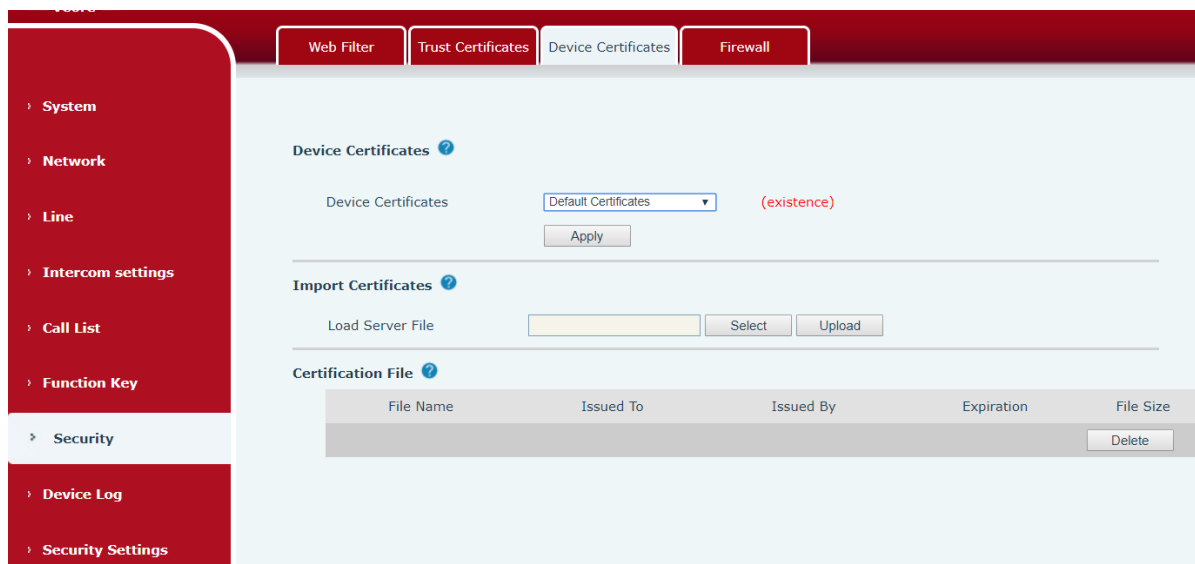 Web Filter
Trust Certificates
Device Certificates
Firewall
System
Network
Line
Intercom settings
Call List
Function Key
Security
Device Log
Security Settings
Device Certificates
Device Certificates Default Certificates (existence)
Apply
Import Certificates
Load Server File Select Upload
Certification File
File Name Issued To Issued By Expiration File Size
Delete